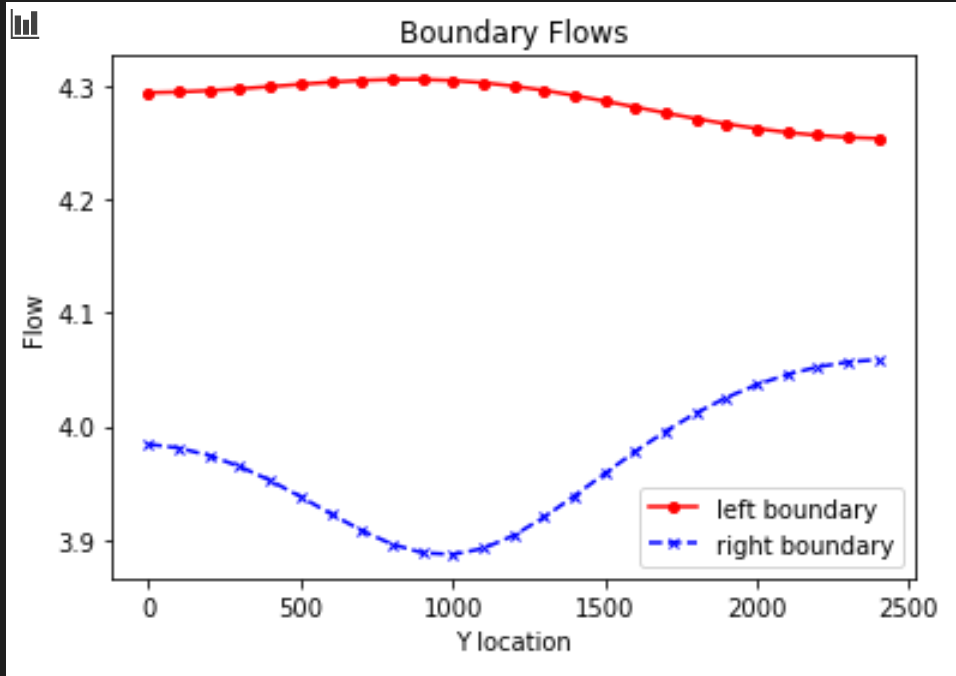 Boundary Flows
4.3
4.2
4.1
4.0
3.9
Flow
left boundary
right boundary
0 500 1000 1500 2000 2500
Y location